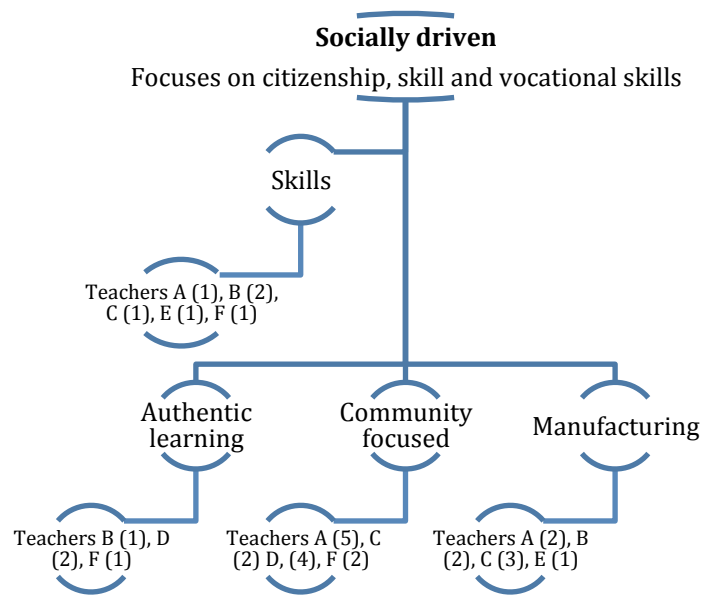 Socially driven
Focuses on citizenship, skill and vocational skills
Skills
Teachers A (1), B (2),
C (1), E (1), F (1)
Authentic
learning
Community
focused
Manufacturing
Teachers B (1), D
(2), F (1)
Teachers A (5), C
(2) D, (4), F (2)
Teachers A (2), B
(2), C (3), E (1)